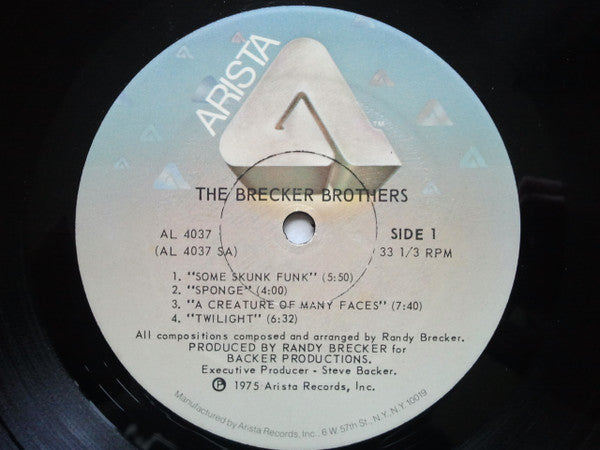 ARISTA
THE BRECKER BROTHERS
AL 4037
(AL 4037 SA)
SIDE 1
33 1/3 RPM
1. "SOME SKUNK FUNK" (5:50)
2. "SPONGE" (4:00)
3. "A CREATURE OF MANY FACES" (7:40)
4. "TWILIGHT" (6:32)
All compositions composed and arranged by Randy Brecker.
PRODUCED BY RANDY BRECKER for
BACKER PRODUCTIONS.
Executive Producer - Steve Backer.
℗ 1975 Arista Records, Inc.
Manufactured by Arista Records, Inc., 6 W. 57th St., N.Y., N.Y. 10019